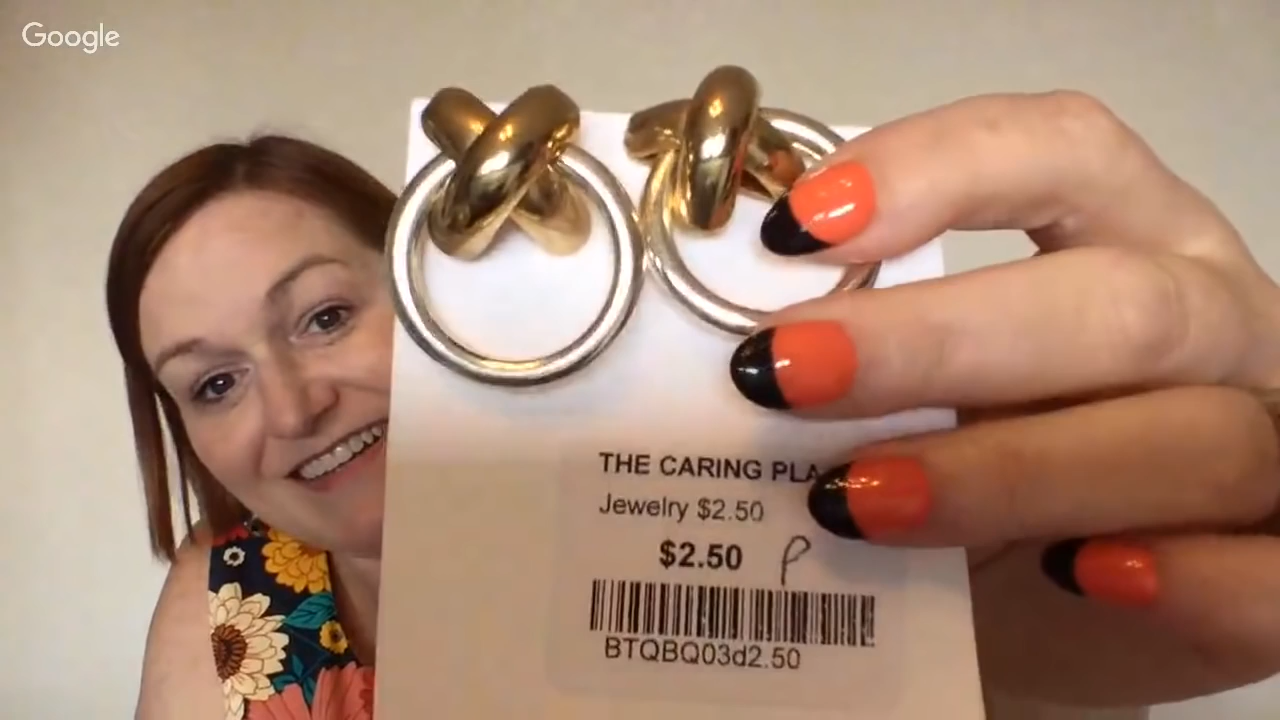 Google
THE CARING PLA
Jewelry $2.50
$2.50 P
BTQBQ03d2.50